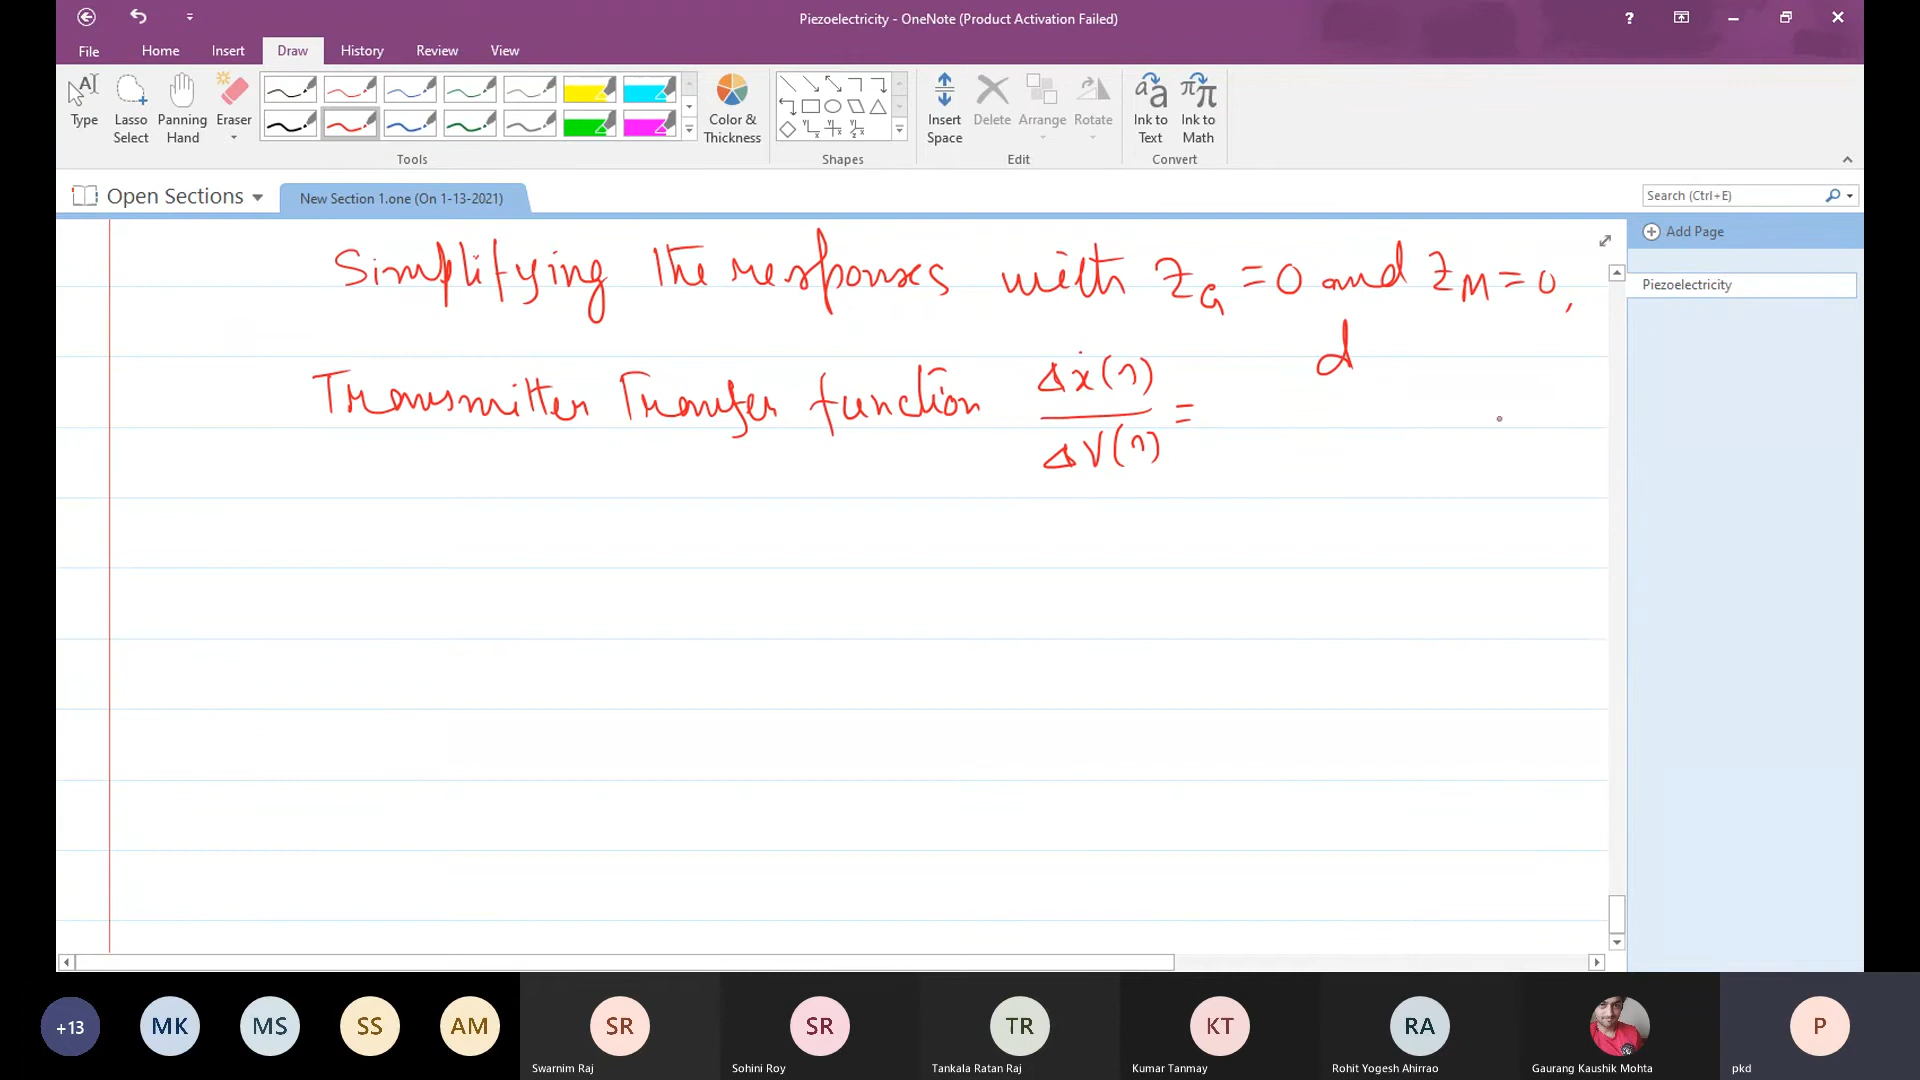 Piezoelectricity - OneNote (Product Activation Failed)
?
File Home Insert Draw History Review View
Type
Lasso Select
Panning Hand
Eraser
Color & Thickness
Insert Space
Delete
Arrange
Rotate
Ink to Text
Ink to Math
Tools
Shapes
Edit
Convert
Open Sections
New Section 1.one (On 1-13-2021)
Search (Ctrl+E)
Add Page
Piezoelectricity
Simplifying the responses with Z_G = 0 and Z_M = 0,
d
Transmitter Transfer function Δẋ(s)/ΔV(s) =
+13 MK MS SS AM SR SR TR KT RA P
Swarnim Raj
Sohini Roy
Tankala Ratan Raj
Kumar Tanmay
Rohit Yogesh Ahirrao
Gaurang Kaushik Mohta
pkd